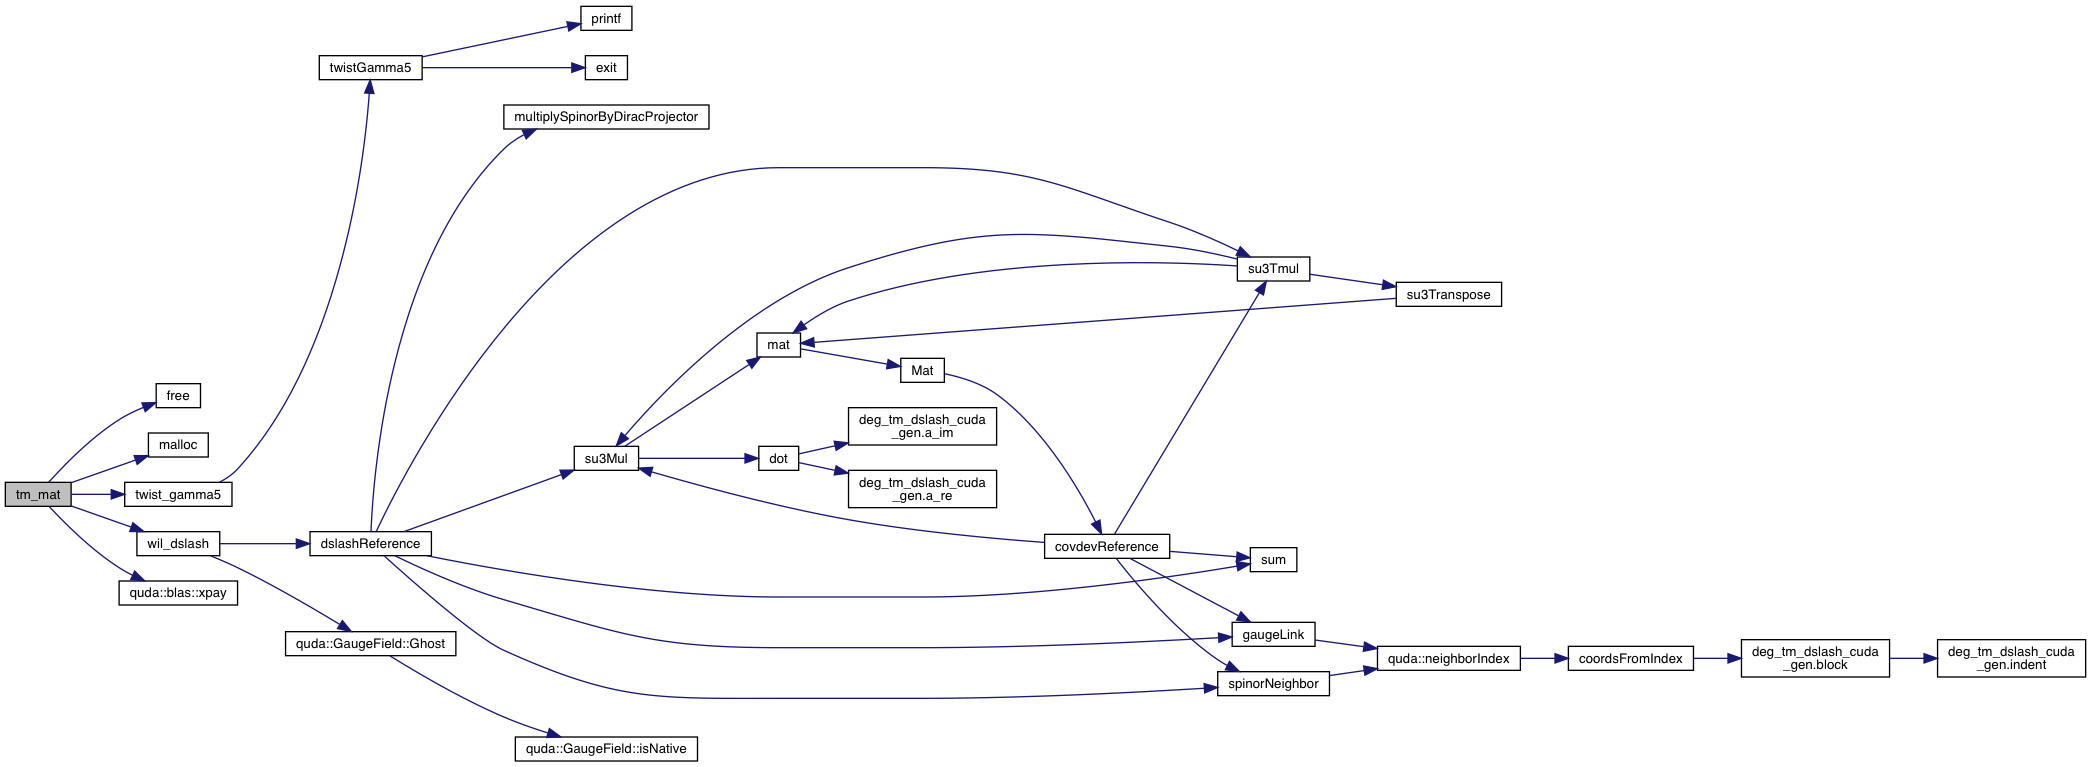 printf
twistGamma5
exit
multiplySpinorByDiracProjector
su3Tmul
su3Transpose
mat
Mat
free
deg_tm_dslash_cuda
_gen.a_im
malloc
su3Mul
dot
tm_mat
twist_gamma5
deg_tm_dslash_cuda
_gen.a_re
wil_dslash
dslashReference
covdevReference
sum
quda::blas::xpay
quda::GaugeField::Ghost
gaugeLink
quda::neighborIndex
coordsFromIndex
deg_tm_dslash_cuda
_gen.block
deg_tm_dslash_cuda
_gen.indent
spinorNeighbor
quda::GaugeField::isNative